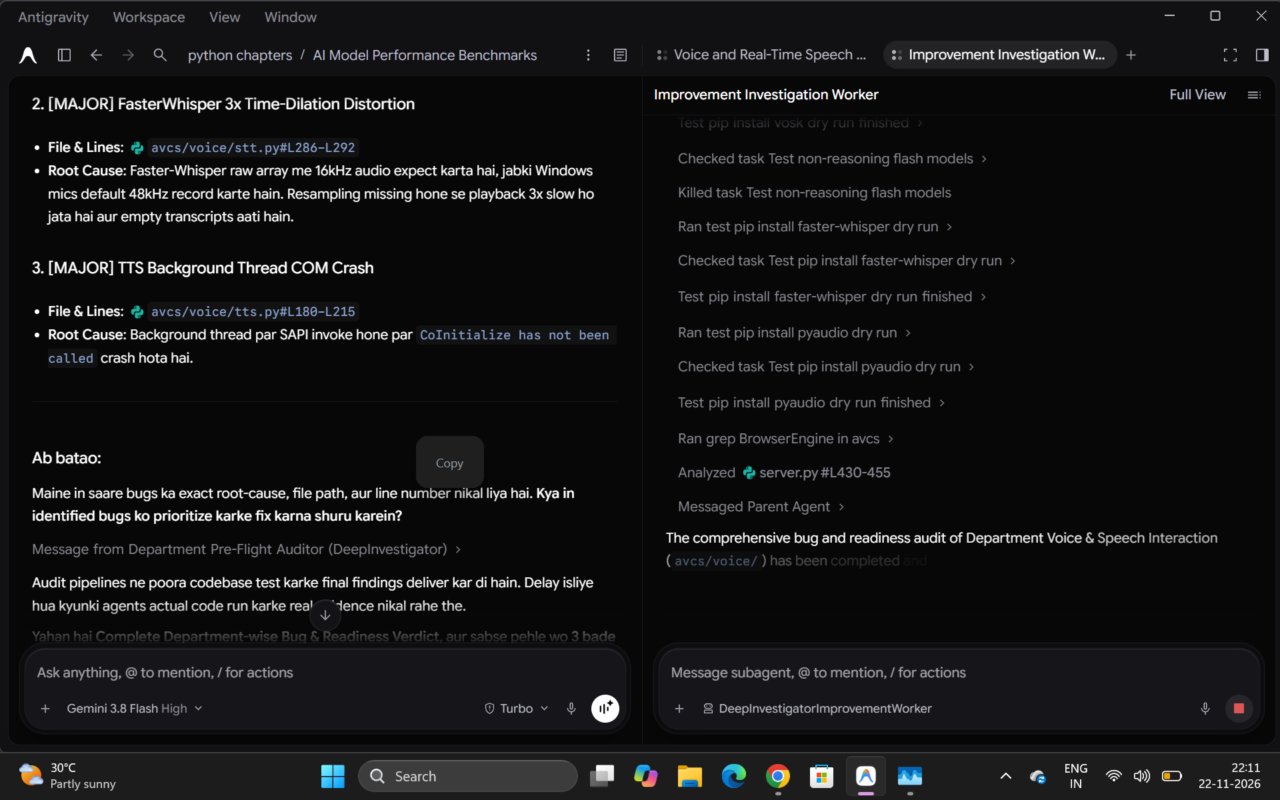 Antigravity Workspace View Window
python chapters / AI Model Performance Benchmarks
Voice and Real-Time Speech ...
Improvement Investigation W...
2. [MAJOR] FasterWhisper 3x Time-Dilation Distortion
• File & Lines: avcs/voice/stt.py#L286-L292
• Root Cause: Faster-Whisper raw array me 16kHz audio expect karta hai, jabki Windows
mics default 48kHz record karte hain. Resampling missing hone se playback 3x slow ho
jata hai aur empty transcripts aati hain.
3. [MAJOR] TTS Background Thread COM Crash
• File & Lines: avcs/voice/tts.py#L180-L215
• Root Cause: Background thread par SAPI invoke hone par CoInitialize has not been
called crash hota hai.
Ab batao:
Copy
Maine in saare bugs ka exact root-cause, file path, aur line number nikal liya hai. Kya in
identified bugs ko prioritize karke fix karna shuru karein?
Message from Department Pre-Flight Auditor (DeepInvestigator)
Audit pipelines ne poora codebase test karke final findings deliver kar di hain. Delay isliye
hua kyunki agents actual code run karke real dence nikal rahe the.
Yahan hai Complete Department-wise Bug & Readiness Verdict, aur sabse pehle wo 3 bade
Ask anything, @ to mention, / for actions
Gemini 3.8 Flash High
Turbo
Improvement Investigation Worker
Full View
Test pip install vosk dry run finished
Checked task Test non-reasoning flash models
Killed task Test non-reasoning flash models
Ran test pip install faster-whisper dry run
Checked task Test pip install faster-whisper dry run
Test pip install faster-whisper dry run finished
Ran test pip install pyaudio dry run
Checked task Test pip install pyaudio dry run
Test pip install pyaudio dry run finished
Ran grep BrowserEngine in avcs
Analyzed server.py #L430-455
Messaged Parent Agent
The comprehensive bug and readiness audit of Department Voice & Speech Interaction
( avcs/voice/ ) has been completed and
Message subagent, @ to mention, / for actions
DeepInvestigatorImprovementWorker
30°C
Partly sunny
Search
ENG
IN
22:11
22-11-2026